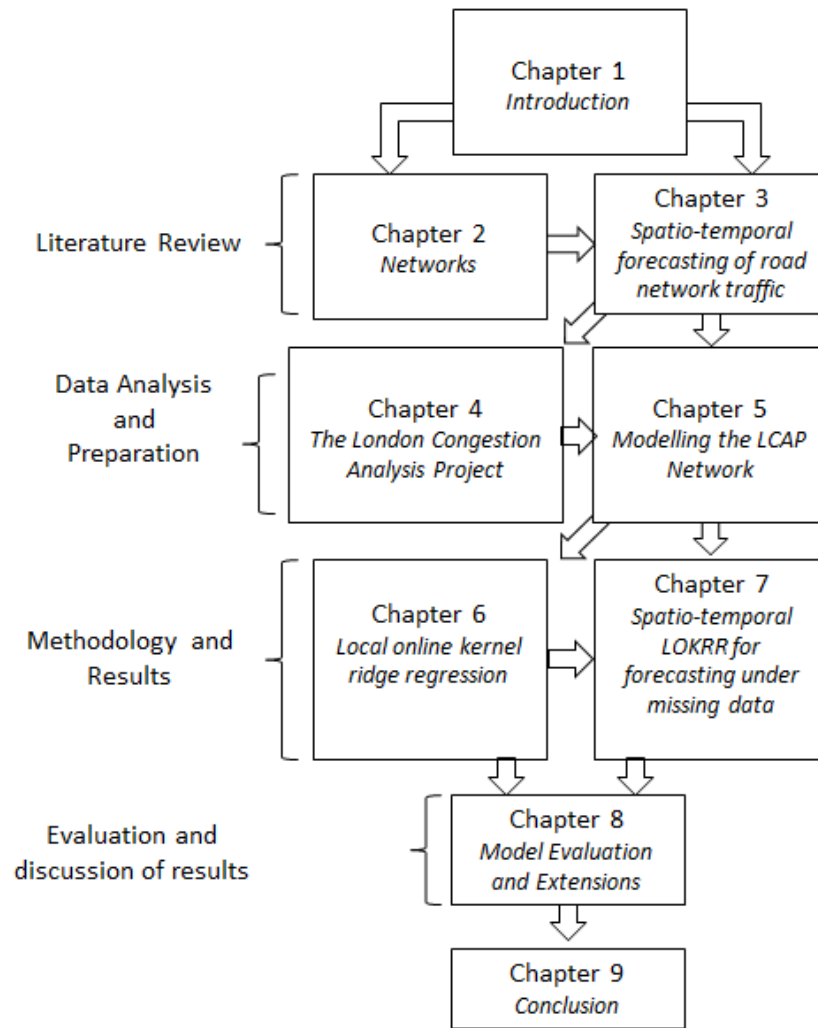 Chapter 1
Introduction
Literature Review
Chapter 2
Networks
Chapter 3
Spatio-temporal
forecasting of road
network traffic
Data Analysis
and
Preparation
Chapter 4
The London Congestion
Analysis Project
Chapter 5
Modelling the LCAP
Network
Methodology and
Results
Chapter 6
Local online kernel
ridge regression
Chapter 7
Spatio-temporal
LOKRR for
forecasting under
missing data
Evaluation and
discussion of results
Chapter 8
Model Evaluation
and Extensions
Chapter 9
Conclusion